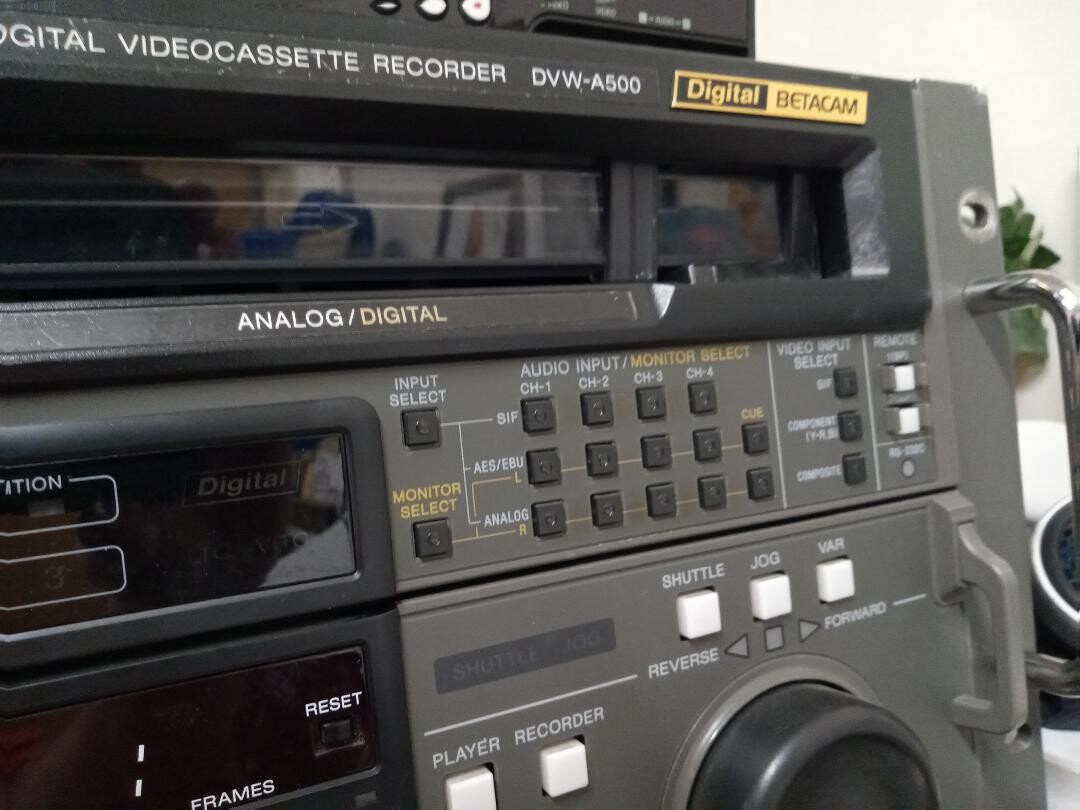 DIGITAL VIDEOCASSETTE RECORDER DVW-A500
Digital BETACAM
ANALOG/DIGITAL
INPUT SELECT
MONITOR SELECT
AUDIO INPUT/MONITOR SELECT
CH-1 CH-2 CH-3 CH-4
SIF
AES/EBU
L
ANALOG
R
CUE
VIDEO INPUT SELECT
SIF
COMPONENT (Y-R,B)
COMPOSITE
REMOTE
RS-232C
Digital
LTC VITC
SHUTTLE JOG VAR
REVERSE FORWARD
SHUTTLE JOG
PLAYER RECORDER
RESET
FRAMES